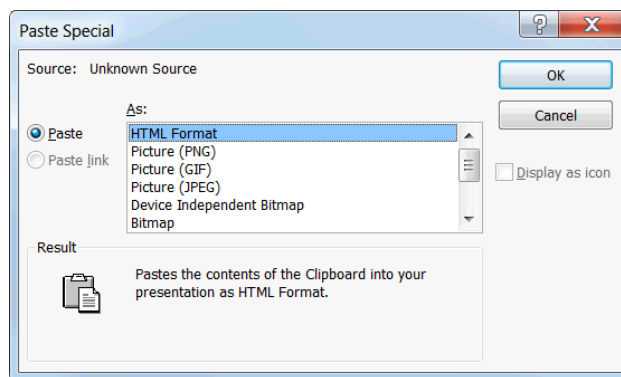 Paste Special
Source: Unknown Source
As:
Paste
Paste link
HTML Format
Picture (PNG)
Picture (GIF)
Picture (JPEG)
Device Independent Bitmap
Bitmap
OK
Cancel
Display as icon
Result
Pastes the contents of the Clipboard into your
presentation as HTML Format.